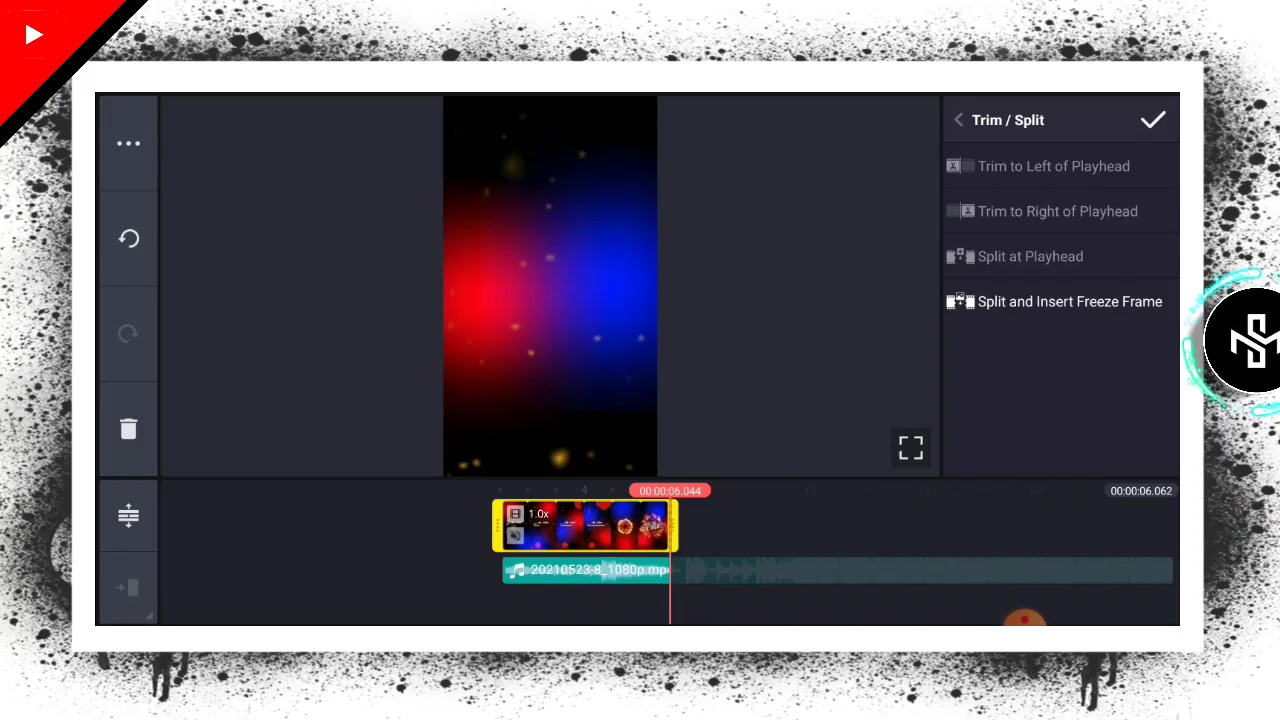 Trim / Split
Trim to Left of Playhead
Trim to Right of Playhead
Split at Playhead
Split and Insert Freeze Frame
4
00:00:06.044
00:00:06.062
1.0x
20210523-8_1080p.mp